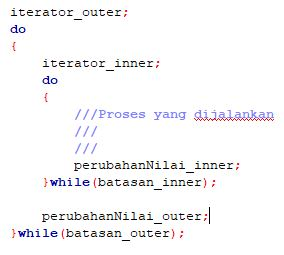 iterator_outer;
do
{
iterator_inner;
do
{
///Proses yang dijalankan
///
///
perubahanNilai_inner;
}while(batasan_inner);
perubahanNilai_outer;
}while(batasan_outer);